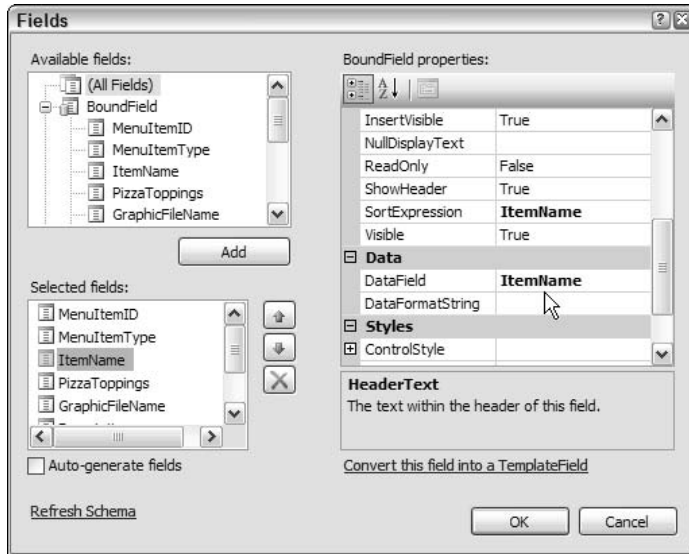 Fields
Available fields:
(All Fields)
BoundField
MenuItemID
MenuItemType
ItemName
PizzaToppings
GraphicFileName
Add
Selected fields:
MenuItemID
MenuItemType
ItemName
PizzaToppings
GraphicFileName
Auto-generate fields
Refresh Schema
BoundField properties:
InsertVisible True
NullDisplayText
ReadOnly False
ShowHeader True
SortExpression ItemName
Visible True
Data
DataField ItemName
DataFormatString
Styles
ControlStyle
HeaderText
The text within the header of this field.
Convert this field into a TemplateField
OK
Cancel